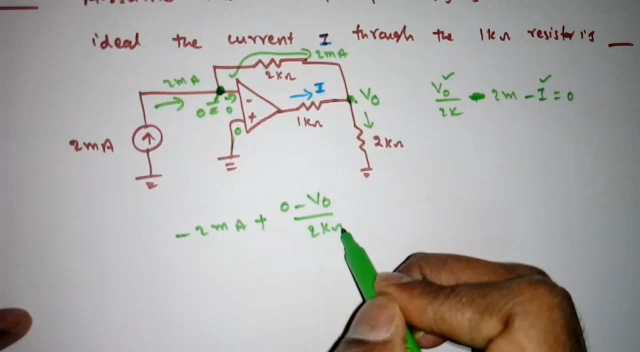 ideal the current I through the 1kΩ resistor is __
2mA
2kΩ
2mA
I
V0
0 0
-
+
0
1kΩ
2mA
2kΩ
V0/2k - 2m - I = 0
- 2mA + 0 - V0/2kΩ